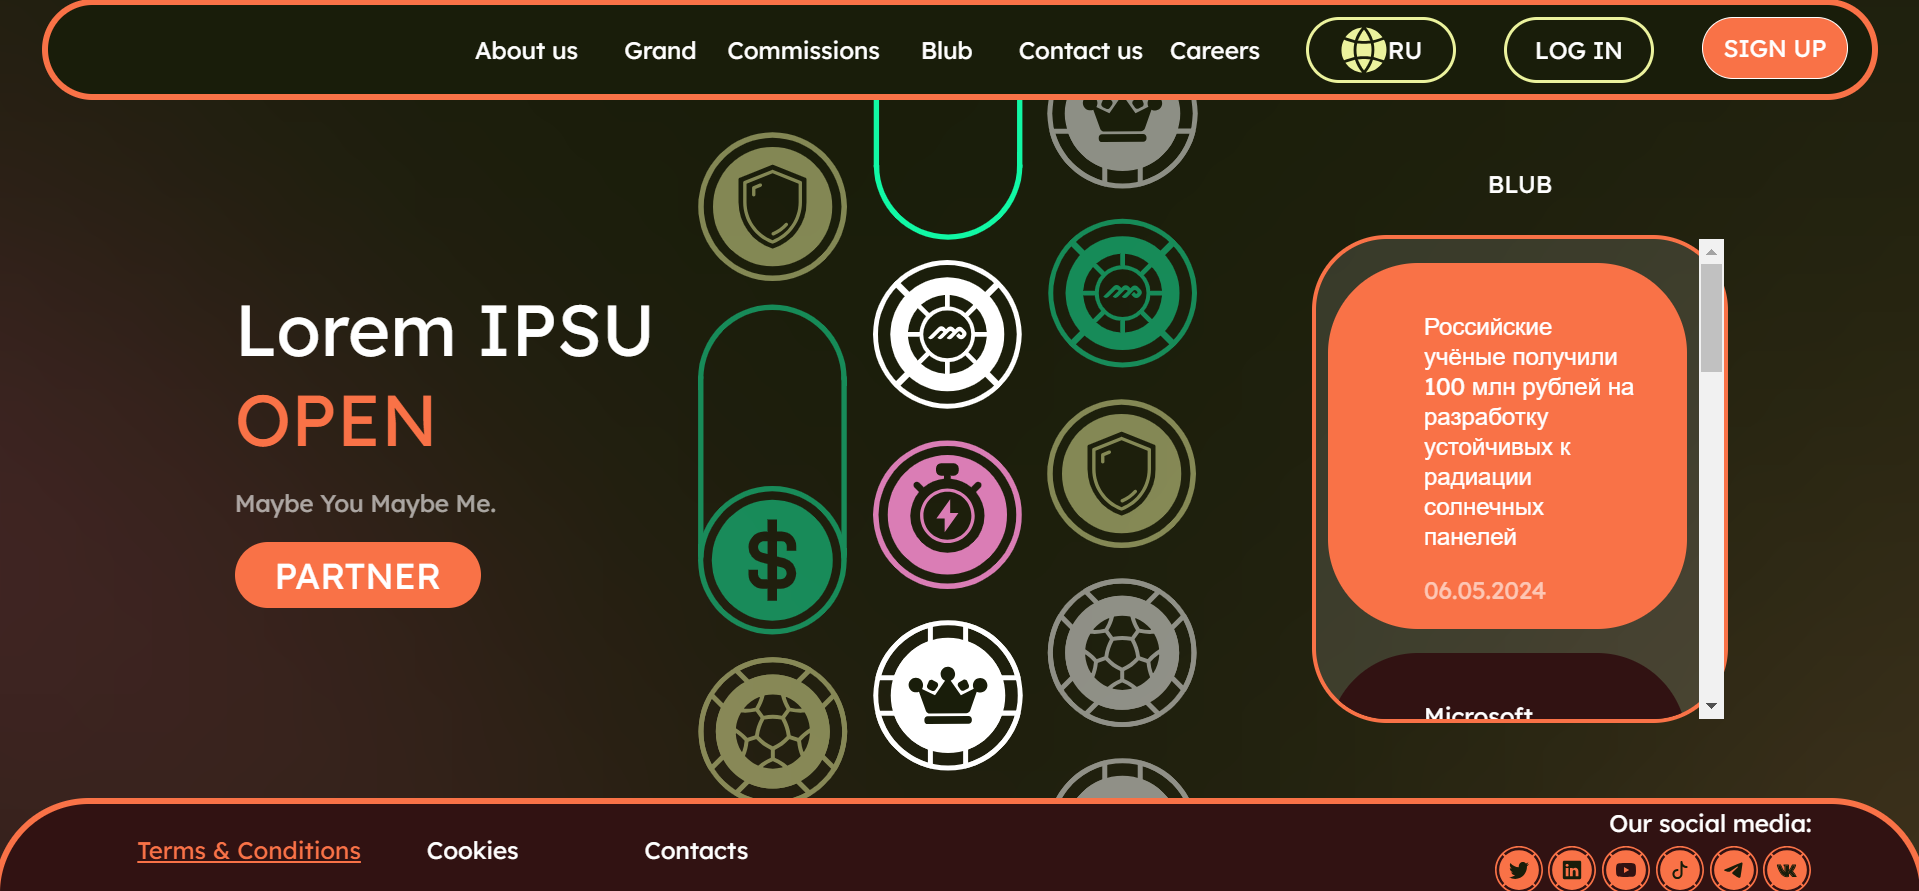 About us
Grand
Commissions
Blub
Contact us
Careers
RU
LOG IN
SIGN UP
Lorem IPSU
OPEN
Maybe You Maybe Me.
PARTNER
$
BLUB
Российские
учёные получили
100 млн рублей на
разработку
устойчивых к
радиации
солнечных
панелей
06.05.2024
Microsoft
Terms & Conditions
Cookies
Contacts
Our social media: